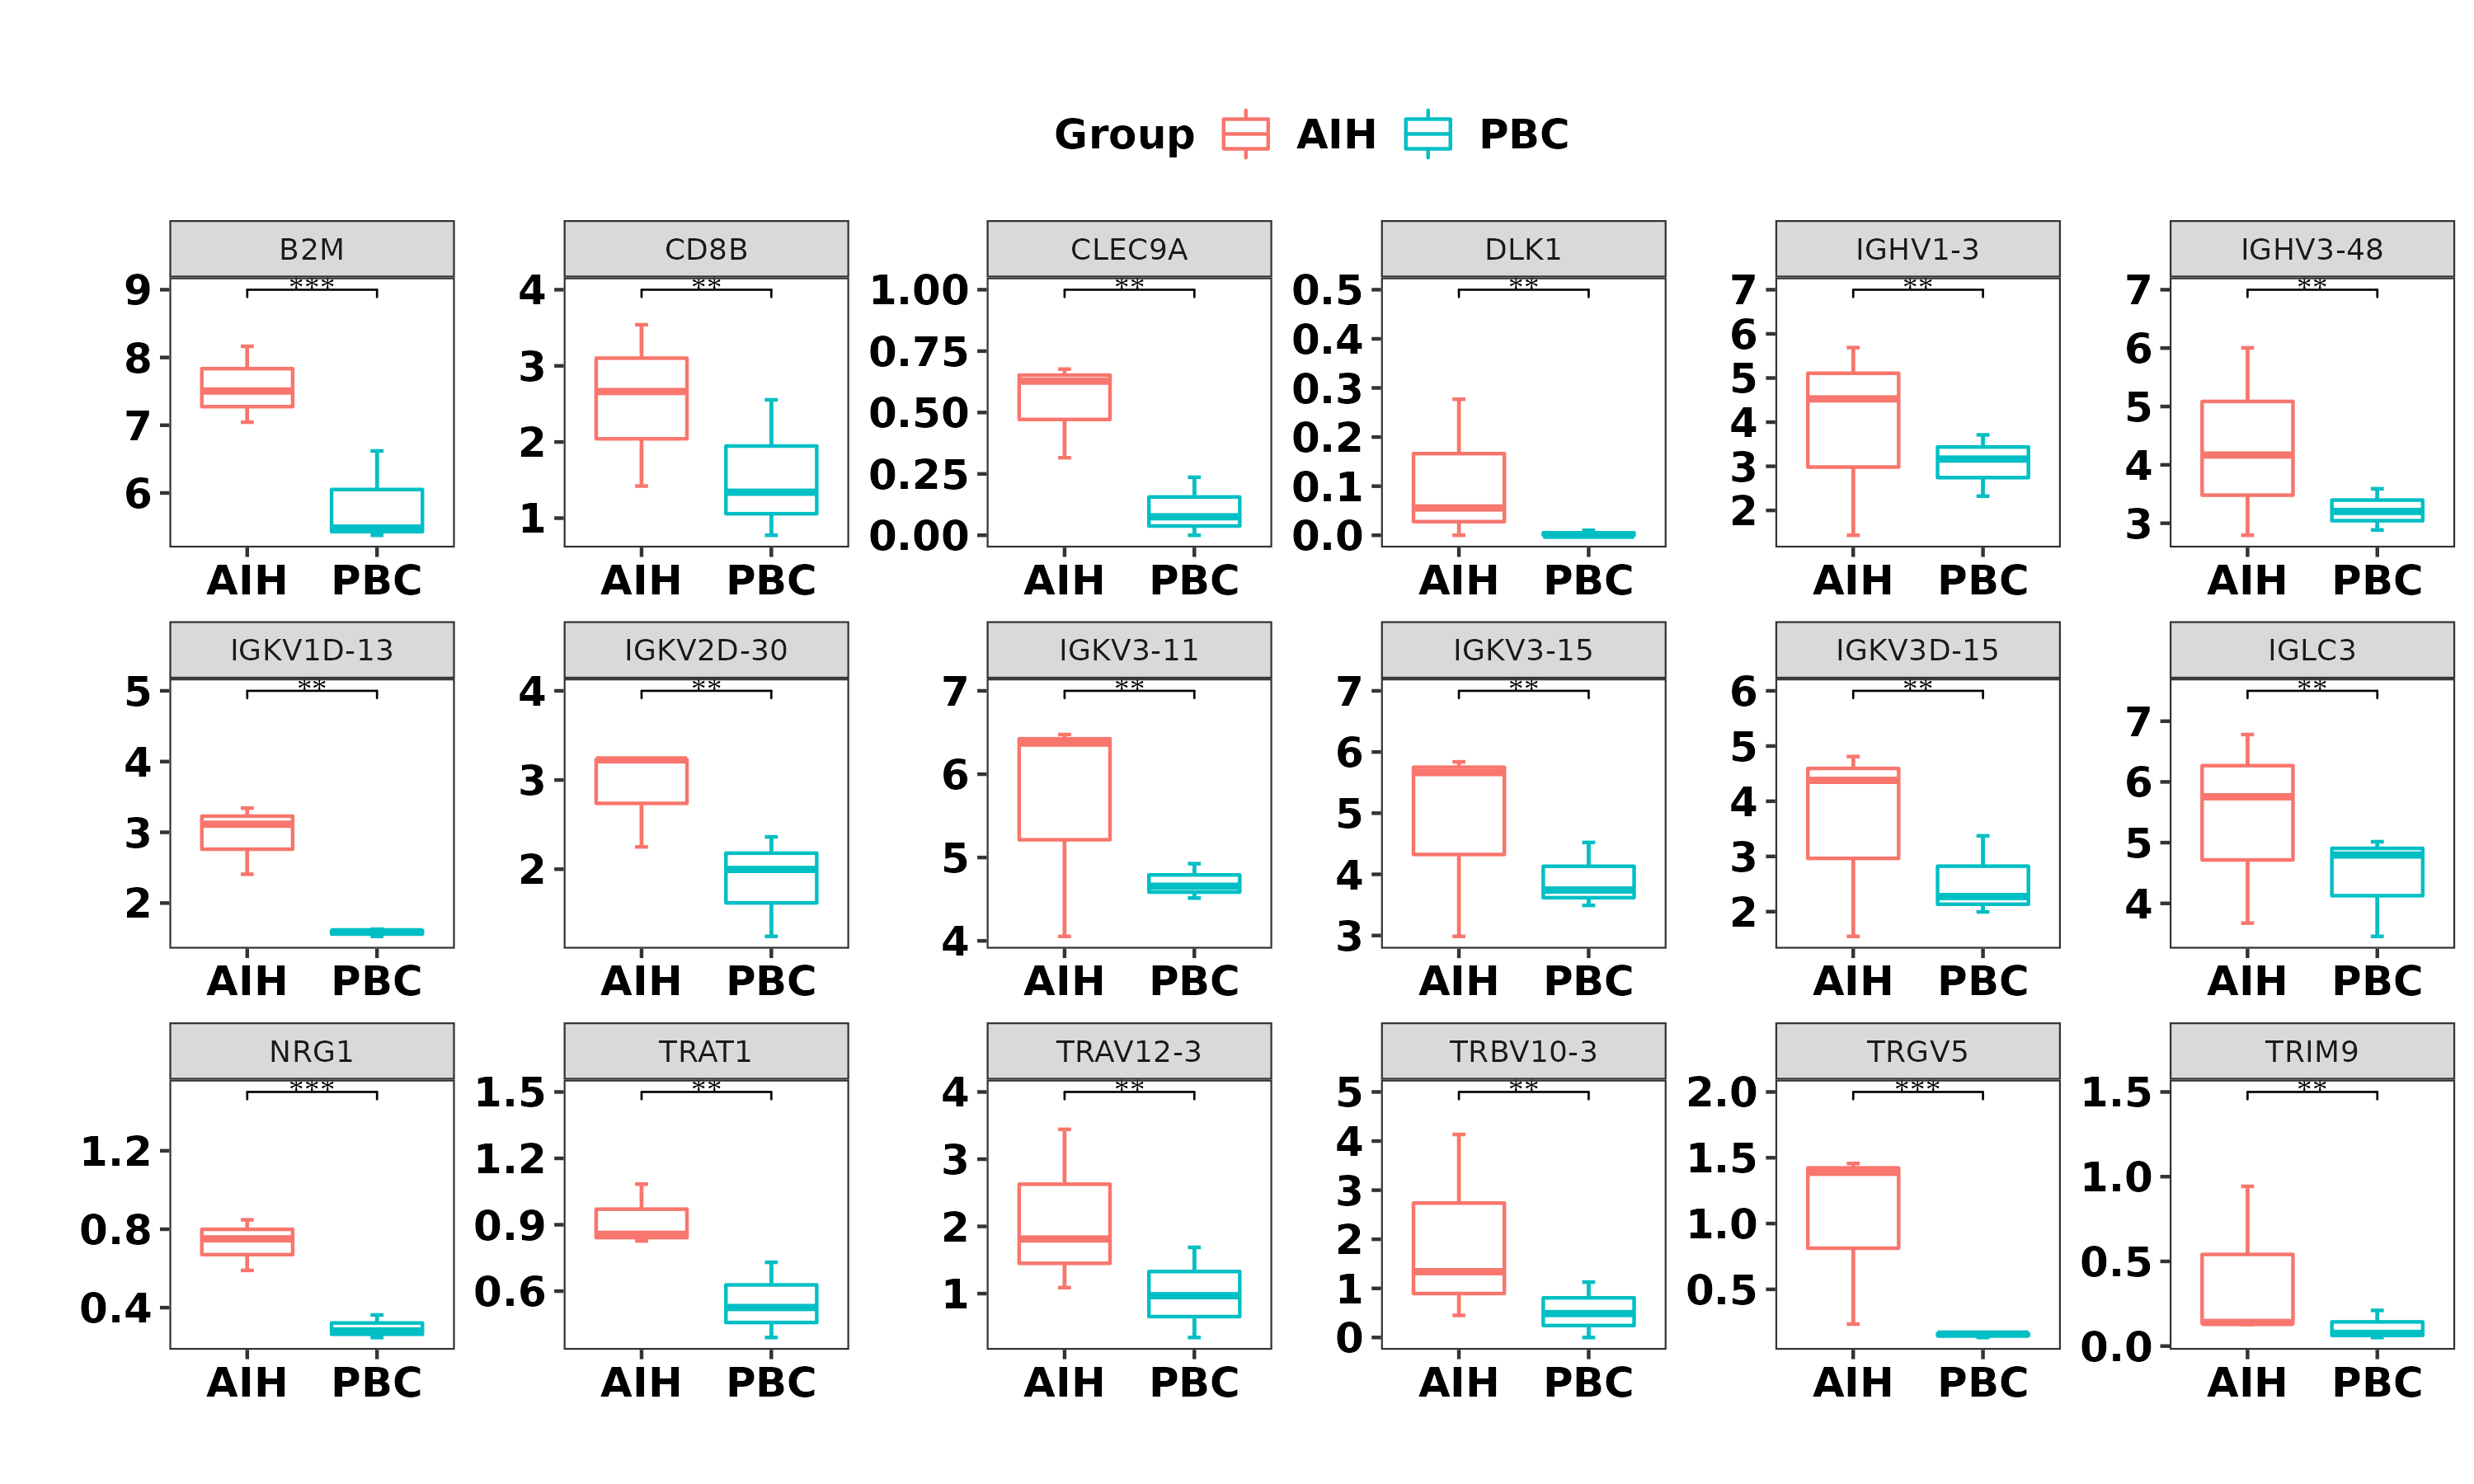 Group AIH PBC
B2M CD8B CLEC9A DLK1 IGHV1-3 IGHV3-48
*** ** ** ** ** **
9 8 7 6
4 3 2 1
1.00 0.75 0.50 0.25 0.00
0.5 0.4 0.3 0.2 0.1 0.0
7 6 5 4 3 2
7 6 5 4 3
AIH PBC AIH PBC AIH PBC AIH PBC AIH PBC AIH PBC
IGKV1D-13 IGKV2D-30 IGKV3-11 IGKV3-15 IGKV3D-15 IGLC3
** ** ** ** ** **
5 4 3 2
4 3 2
7 6 5 4
7 6 5 4 3
6 5 4 3 2
7 6 5 4
AIH PBC AIH PBC AIH PBC AIH PBC AIH PBC AIH PBC
NRG1 TRAT1 TRAV12-3 TRBV10-3 TRGV5 TRIM9
*** ** ** ** *** **
1.2 0.8 0.4
1.5 1.2 0.9 0.6
4 3 2 1
5 4 3 2 1 0
2.0 1.5 1.0 0.5
1.5 1.0 0.5 0.0
AIH PBC AIH PBC AIH PBC AIH PBC AIH PBC AIH PBC